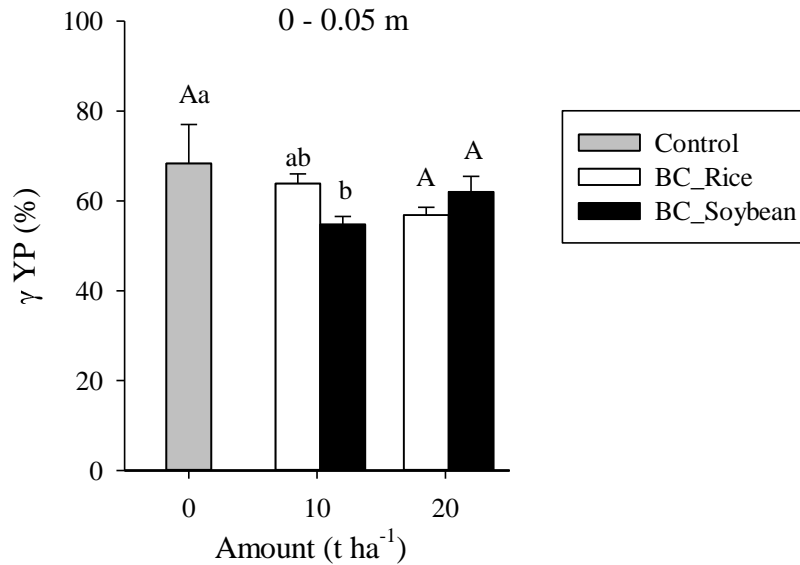 0 - 0.05 m
100
80
60
40
20
0
γ YP (%)
Aa
ab
b
A
A
0
10
20
Amount (t ha⁻¹)
Control
BC_Rice
BC_Soybean